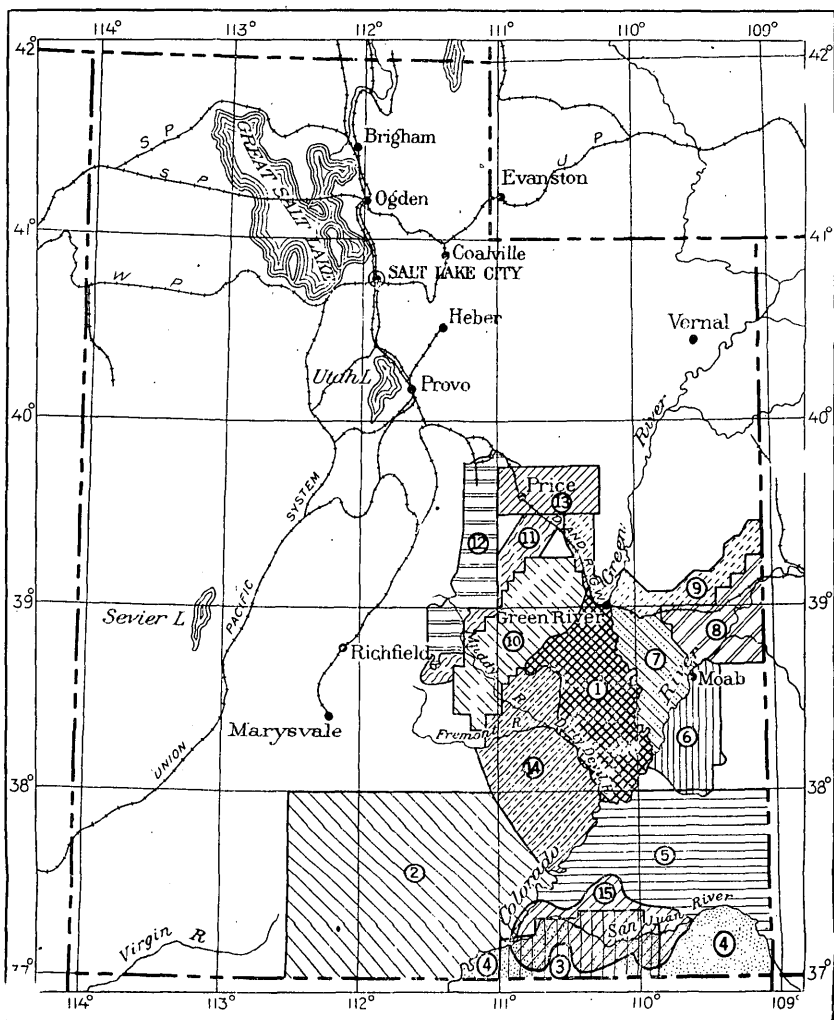 114° 113° 112° 111° 110° 109°
42° 42°
S P
Brigham
U P
GREAT SALT LAKE
Evanston
S P
Ogden
41° 41°
Coalville
W P
SALT LAKE CITY
Heber
Vernal
Utah L
Provo
40° 40°
River
Price
13
SYSTEM
12
11
Green
9
39° 39°
Sevier L
PACIFIC
Green River
8
10
Muddy
7
Richfield
R
River
Moab
1
6
Marysvale
Fremont R
UNION
14
38° 38°
5
2
Colorado
15
San Juan River
Virgin R
4
4
3
37° 37°
114° 113° 112° 111° 110° 109°